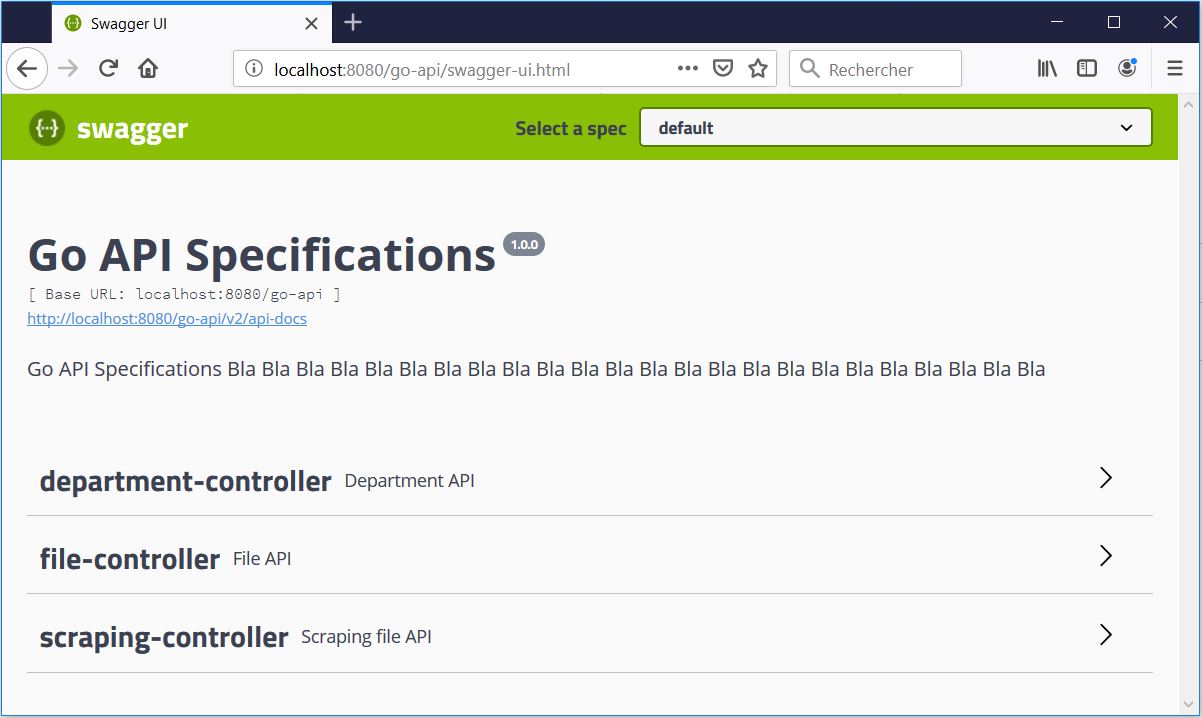 Swagger UI
localhost:8080/go-api/swagger-ui.html
Rechercher
swagger
Select a spec
default
Go API Specifications 1.0.0
[ Base URL: localhost:8080/go-api ]
http://localhost:8080/go-api/v2/api-docs
Go API Specifications Bla Bla Bla Bla Bla Bla Bla Bla Bla Bla Bla Bla Bla Bla Bla Bla Bla Bla Bla Bla Bla Bla Bla Bla
department-controller Department API
file-controller File API
scraping-controller Scraping file API